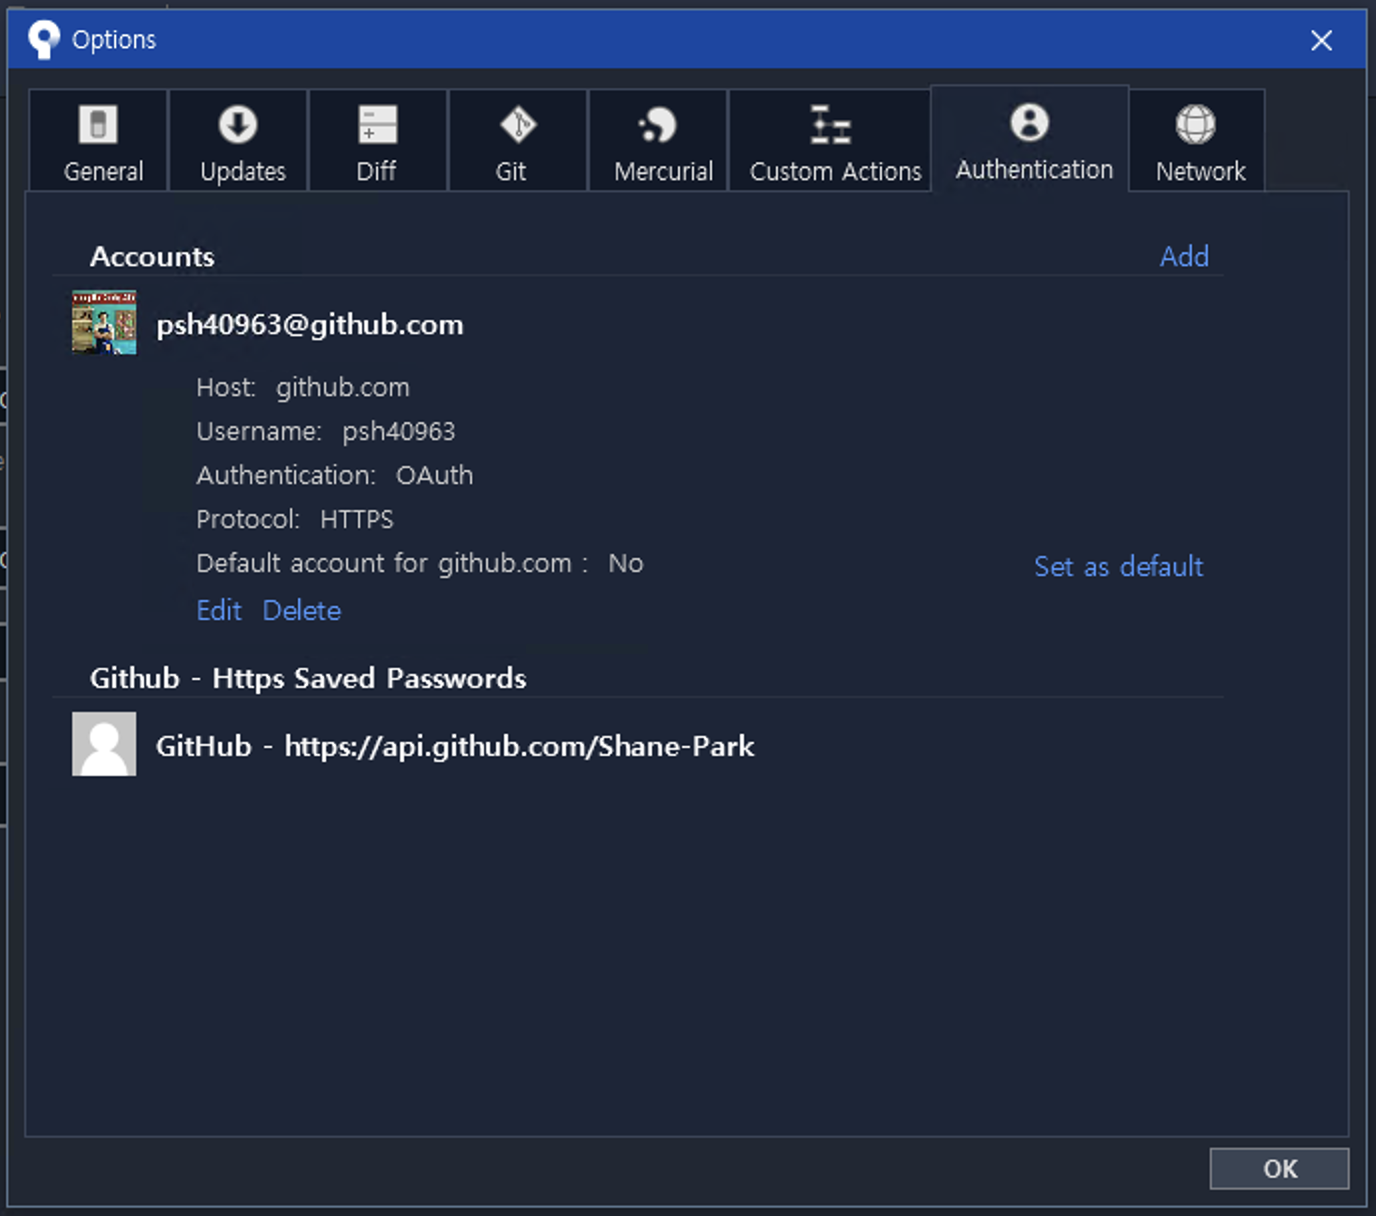 Options
General
Updates
Diff
Git
Mercurial
Custom Actions
Authentication
Network
Accounts
Add
psh40963@github.com
Host: github.com
Username: psh40963
Authentication: OAuth
Protocol: HTTPS
Default account for github.com : No
Set as default
Edit Delete
Github - Https Saved Passwords
GitHub - https://api.github.com/Shane-Park
OK